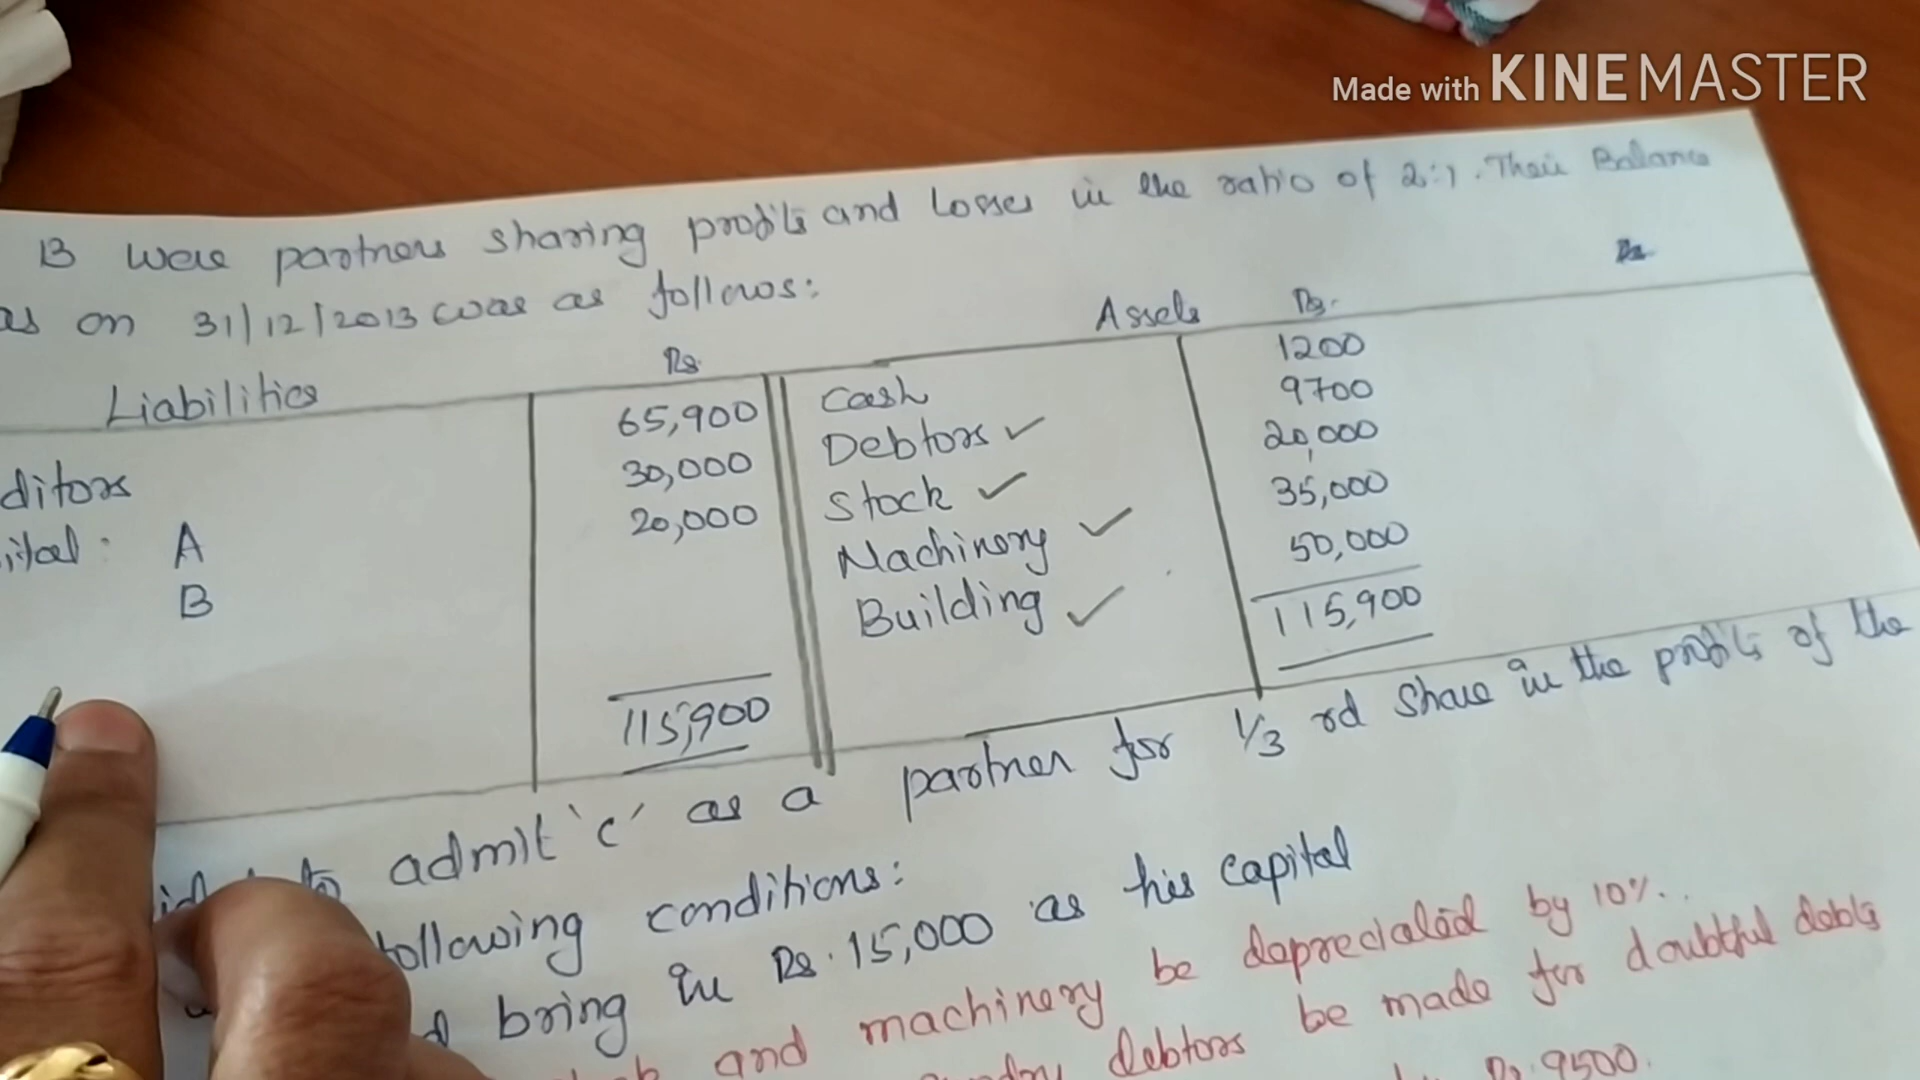 Made with KINEMASTER
B were partners sharing profits and losses in the ratio of 2:1. Their Balance
as on 31/12/2013 was as follows:
Liabilities Rs. Assets Rs.
ditors 65,900 Cash 1200
ital: A 30,000 Debtors ✓ 9700
B 20,000 Stock ✓ 20,000
Machinery ✓ 35,000
Building ✓ 50,000
115,900 115,900
to admit 'C' as a partner for 1/3 rd share in the profits of the
following conditions:
bring in Rs. 15,000 as his capital
and machinery be depreciated by 10%.
debtors be made for doubtful debts
Rs. 9500.